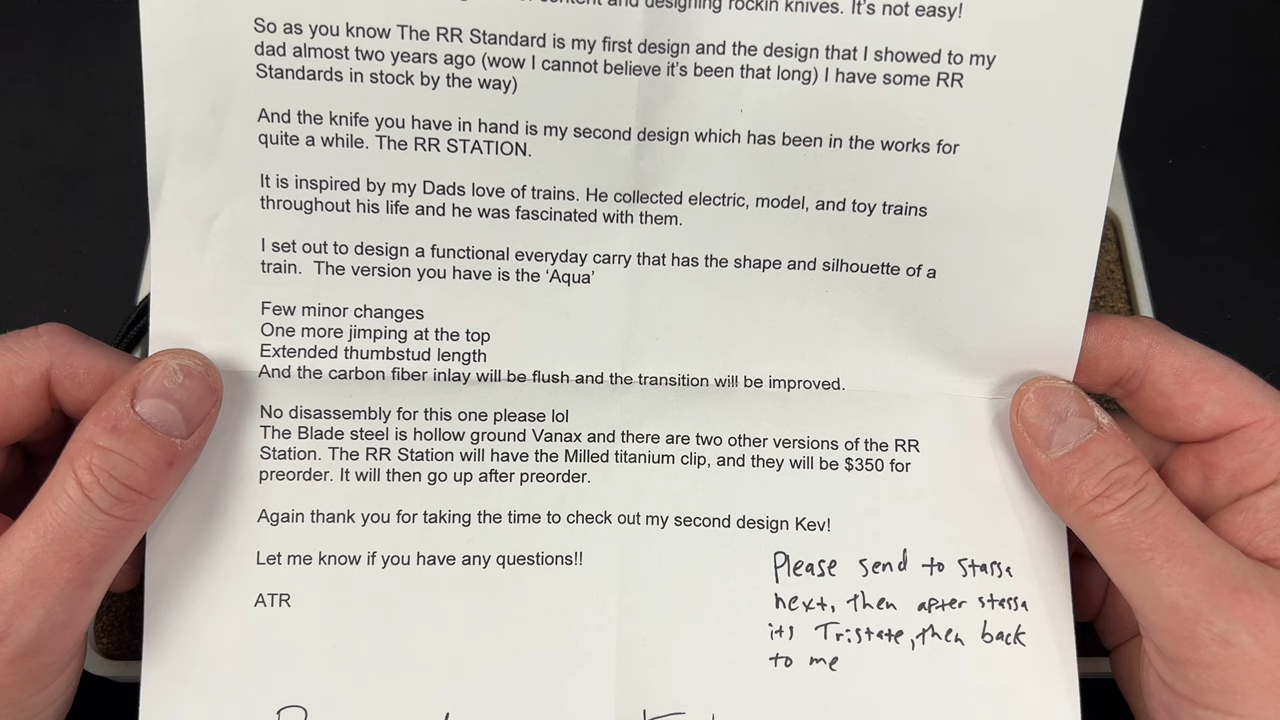 content and designing rockin knives. It's not easy!
So as you know The RR Standard is my first design and the design that I showed to my
dad almost two years ago (wow I cannot believe it's been that long) I have some RR
Standards in stock by the way)
And the knife you have in hand is my second design which has been in the works for
quite a while. The RR STATION.
It is inspired by my Dads love of trains. He collected electric, model, and toy trains
throughout his life and he was fascinated with them.
I set out to design a functional everyday carry that has the shape and silhouette of a
train.  The version you have is the 'Aqua'
Few minor changes
One more jimping at the top
Extended thumbstud length
And the carbon fiber inlay will be flush and the transition will be improved.
No disassembly for this one please lol
The Blade steel is hollow ground Vanax and there are two other versions of the RR
Station. The RR Station will have the Milled titanium clip, and they will be $350 for
preorder. It will then go up after preorder.
Again thank you for taking the time to check out my second design Kev!
Let me know if you have any questions!!
ATR
Please send to stassa
next, then after stassa
its Tristate, then back
to me